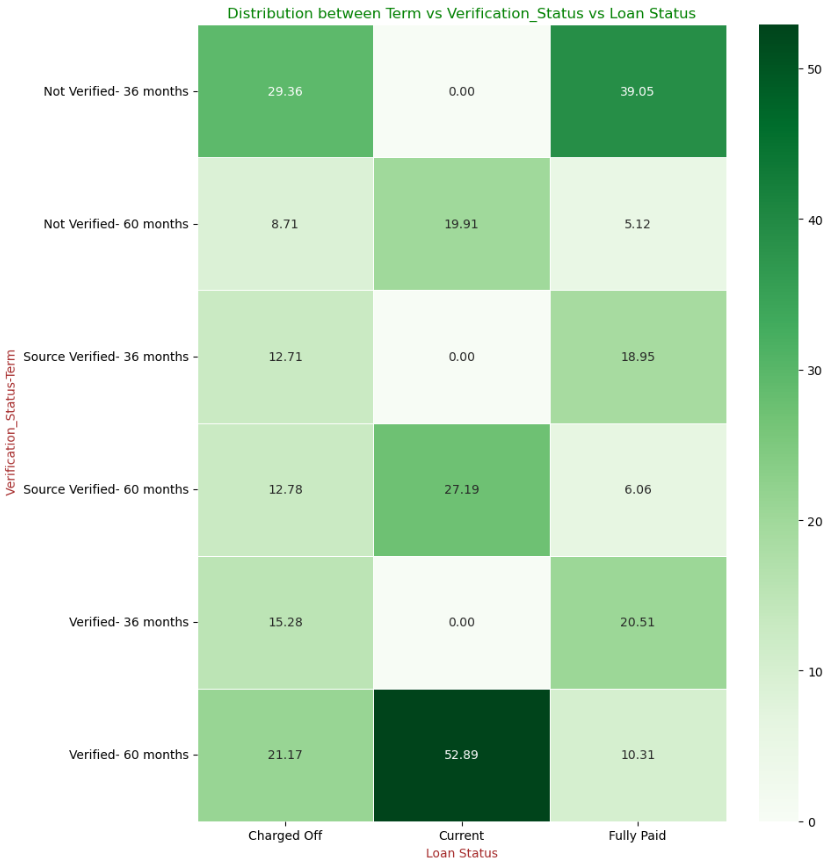 Distribution between Term vs Verification_Status vs Loan Status
Not Verified- 36 months 29.36 0.00 39.05
Not Verified- 60 months 8.71 19.91 5.12
Source Verified- 36 months 12.71 0.00 18.95
Source Verified- 60 months 12.78 27.19 6.06
Verified- 36 months 15.28 0.00 20.51
Verified- 60 months 21.17 52.89 10.31
Verification_Status-Term
Charged Off Current Fully Paid
Loan Status
50
40
30
20
10
0